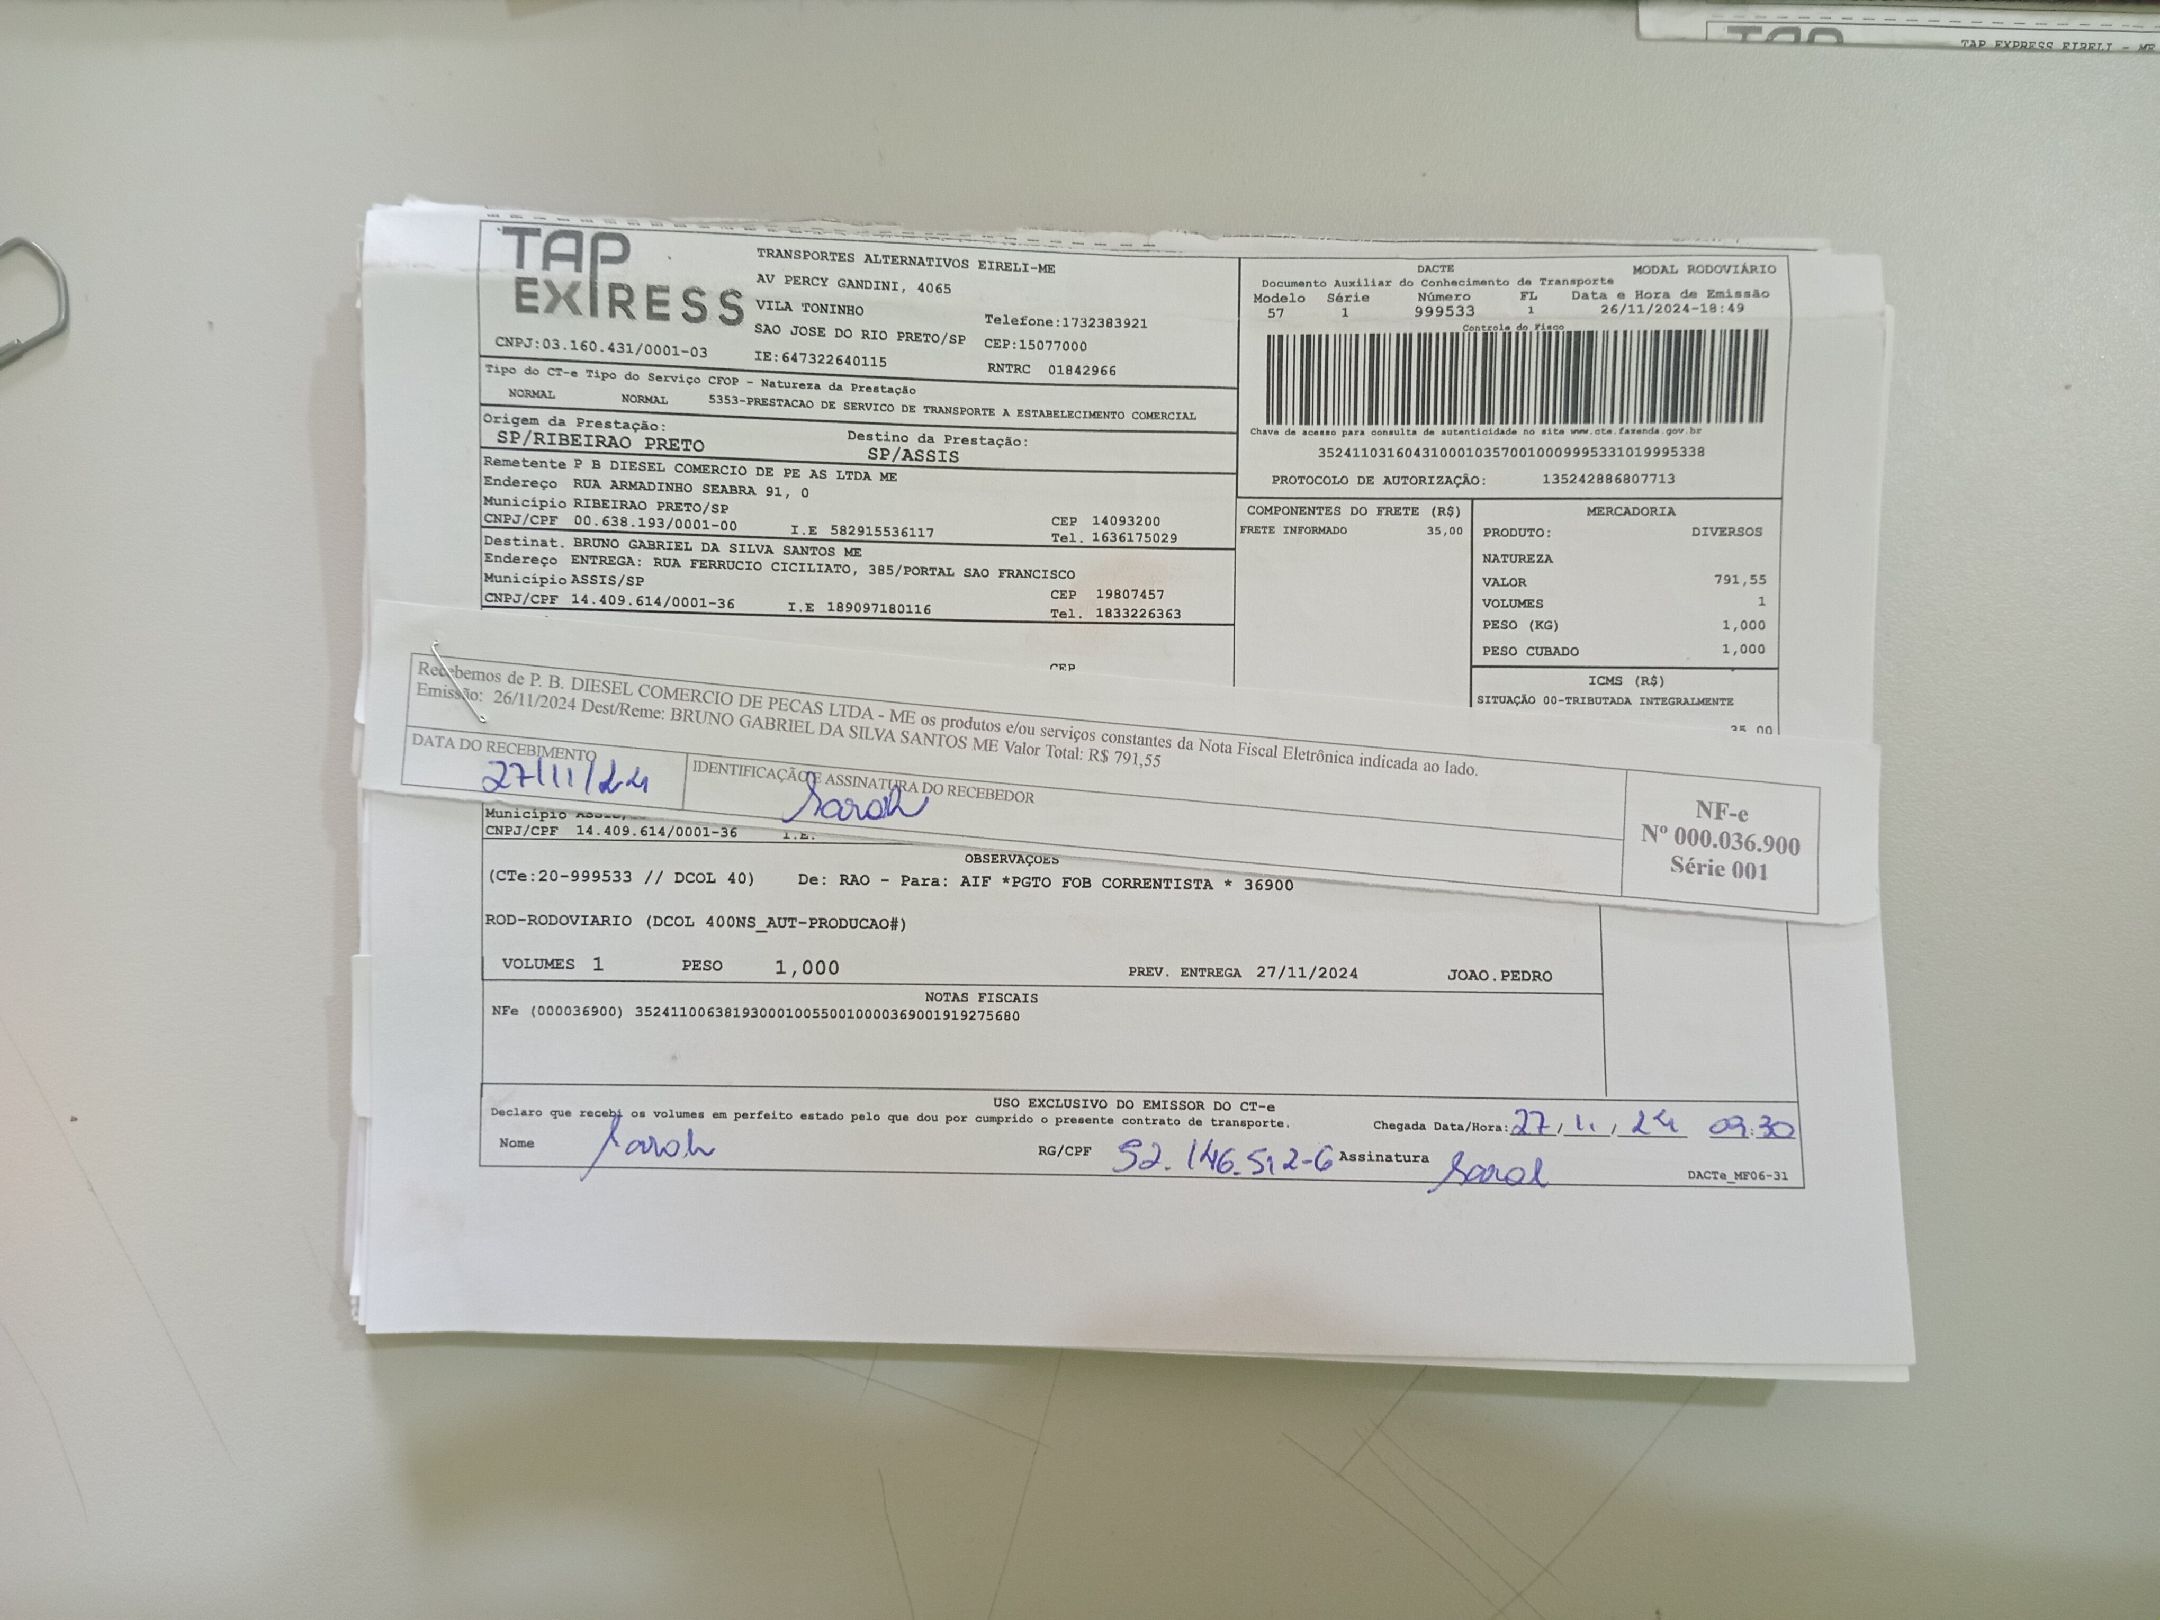 TAP EXPRESS EIRELI - ME
TAP
EXPRESS
TRANSPORTES ALTERNATIVOS EIRELI-ME
AV PERCY GANDINI, 4065
VILA TONINHO
Telefone:1732383921
SAO JOSE DO RIO PRETO/SP CEP:15077000
CNPJ:03.160.431/0001-03 IE:647322640115 RNTRC 01842966
Tipo do CT-e Tipo do Serviço CFOP - Natureza da Prestação
NORMAL NORMAL 5353-PRESTACAO DE SERVICO DE TRANSPORTE A ESTABELECIMENTO COMERCIAL
Origem da Prestação: Destino da Prestação:
SP/RIBEIRAO PRETO SP/ASSIS
Remetente P B DIESEL COMERCIO DE PE AS LTDA ME
Endereço RUA ARMADINHO SEABRA 91, 0
Município RIBEIRAO PRETO/SP CEP 14093200
CNPJ/CPF 00.638.193/0001-00 I.E 582915536117 Tel. 1636175029
Destinat. BRUNO GABRIEL DA SILVA SANTOS ME
Endereço ENTREGA: RUA FERRUCIO CICILIATO, 385/PORTAL SAO FRANCISCO
Município ASSIS/SP CEP 19807457
CNPJ/CPF 14.409.614/0001-36 I.E 189097180116 Tel. 1833226363
CEP
DACTE MODAL RODOVIÁRIO
Documento Auxiliar do Conhecimento de Transporte
Modelo Série Número FL Data e Hora de Emissão
57 1 999533 1 26/11/2024-18:49
Controle do Fisco
Chave de acesso para consulta de autenticidade no site www.cte.fazenda.gov.br
35241103160431000103570010009995331019995338
PROTOCOLO DE AUTORIZAÇÃO: 135242886807713
COMPONENTES DO FRETE (R$)
FRETE INFORMADO 35,00
MERCADORIA
PRODUTO: DIVERSOS
NATUREZA
VALOR 791,55
VOLUMES 1
PESO (KG) 1,000
PESO CUBADO 1,000
ICMS (R$)
SITUAÇÃO 00-TRIBUTADA INTEGRALMENTE
Recebemos de P. B. DIESEL COMERCIO DE PECAS LTDA - ME os produtos e/ou serviços constantes da Nota Fiscal Eletrônica indicada ao lado.
Emissão: 26/11/2024 Dest/Reme: BRUNO GABRIEL DA SILVA SANTOS ME Valor Total: R$ 791,55
DATA DO RECEBIMENTO IDENTIFICAÇÃO E ASSINATURA DO RECEBEDOR
27/11/24 Sarah
NF-e
Nº 000.036.900
Série 001
Município
CNPJ/CPF 14.409.614/0001-36 I.E.
OBSERVAÇÕES
(CTe:20-999533 // DCOL 40) De: RAO - Para: AIF *PGTO FOB CORRENTISTA * 36900
ROD-RODOVIARIO (DCOL 400NS_AUT-PRODUCAO#)
VOLUMES 1 PESO 1,000 PREV. ENTREGA 27/11/2024 JOAO.PEDRO
NOTAS FISCAIS
NFe (000036900) 35241100638193000100550010000369001919275680
USO EXCLUSIVO DO EMISSOR DO CT-e
Declaro que recebi os volumes em perfeito estado pelo que dou por cumprido o presente contrato de transporte. Chegada Data/Hora: 27/11/24 09:30
Nome Sarah RG/CPF 52.146.512-6 Assinatura Sarah
DACTe_MF06-31